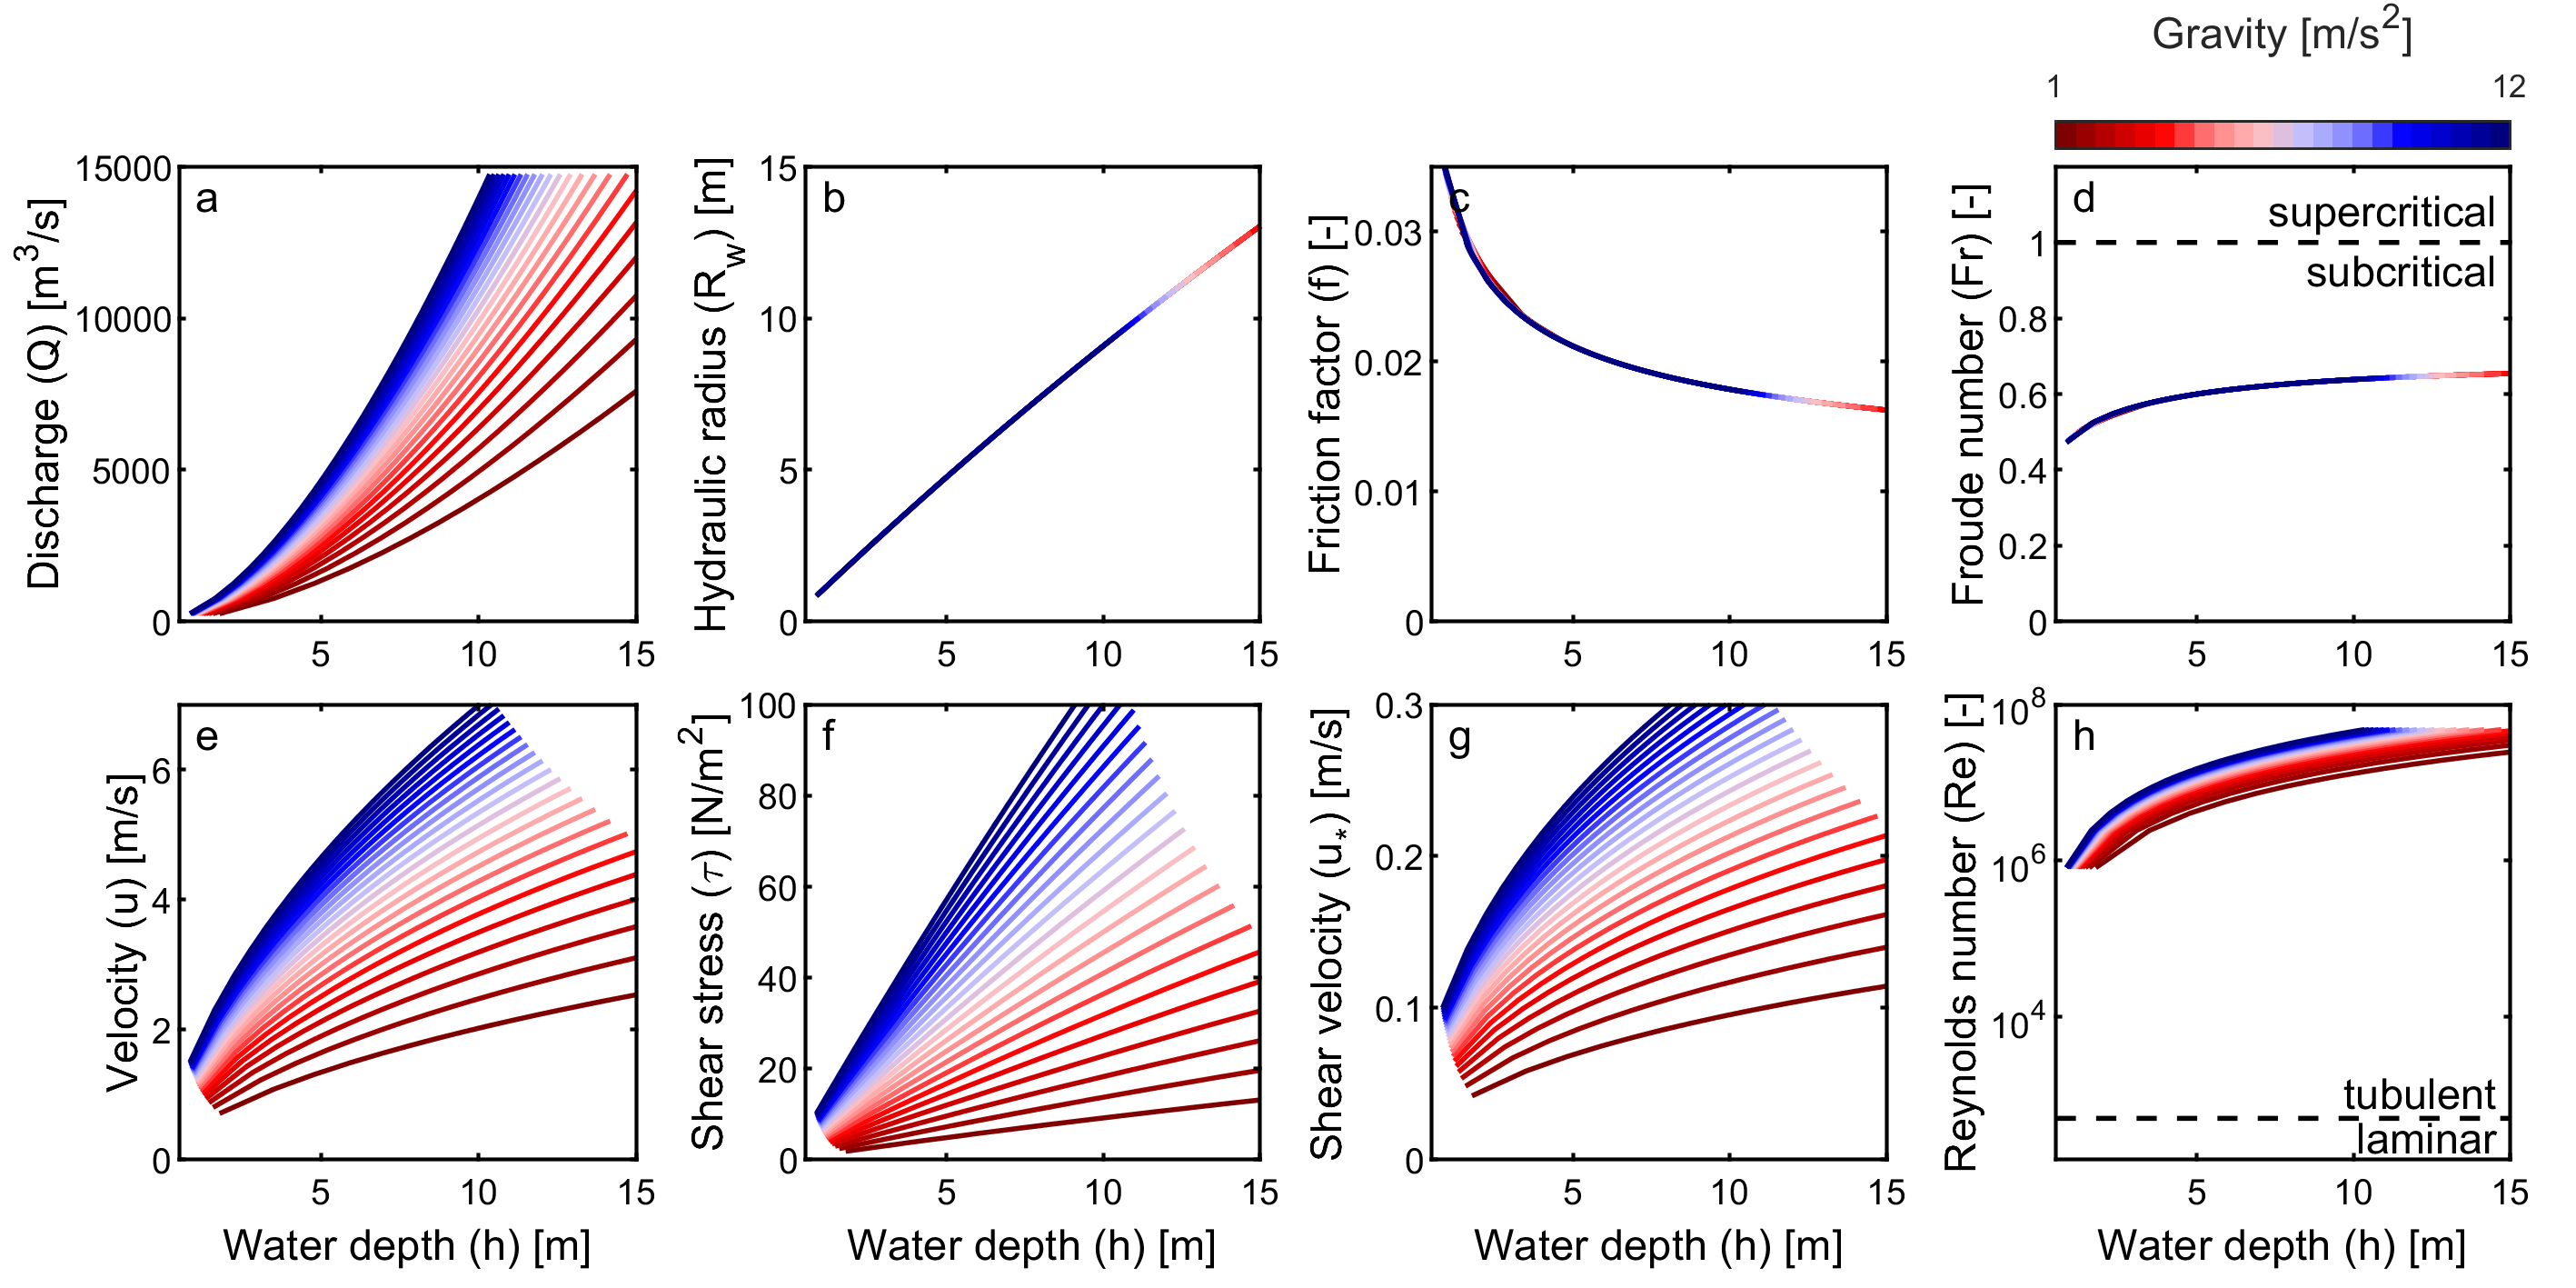 Gravity [m/s²]
1 12
a
Discharge (Q) [m³/s]
15000
10000
5000
0
5 10 15
b
Hydraulic radius (R_w) [m]
15
10
5
0
5 10 15
c
Friction factor (f) [-]
0.03
0.02
0.01
0
5 10 15
d
Froude number (Fr) [-]
supercritical
subcritical
1
0.8
0.6
0.4
0.2
0
5 10 15
e
Velocity (u) [m/s]
6
4
2
0
5 10 15
Water depth (h) [m]
f
Shear stress (τ) [N/m²]
100
80
60
40
20
0
5 10 15
Water depth (h) [m]
g
Shear velocity (u_*) [m/s]
0.3
0.2
0.1
0
5 10 15
Water depth (h) [m]
h
Reynolds number (Re) [-]
10⁸
10⁶
10⁴
tubulent
laminar
5 10 15
Water depth (h) [m]